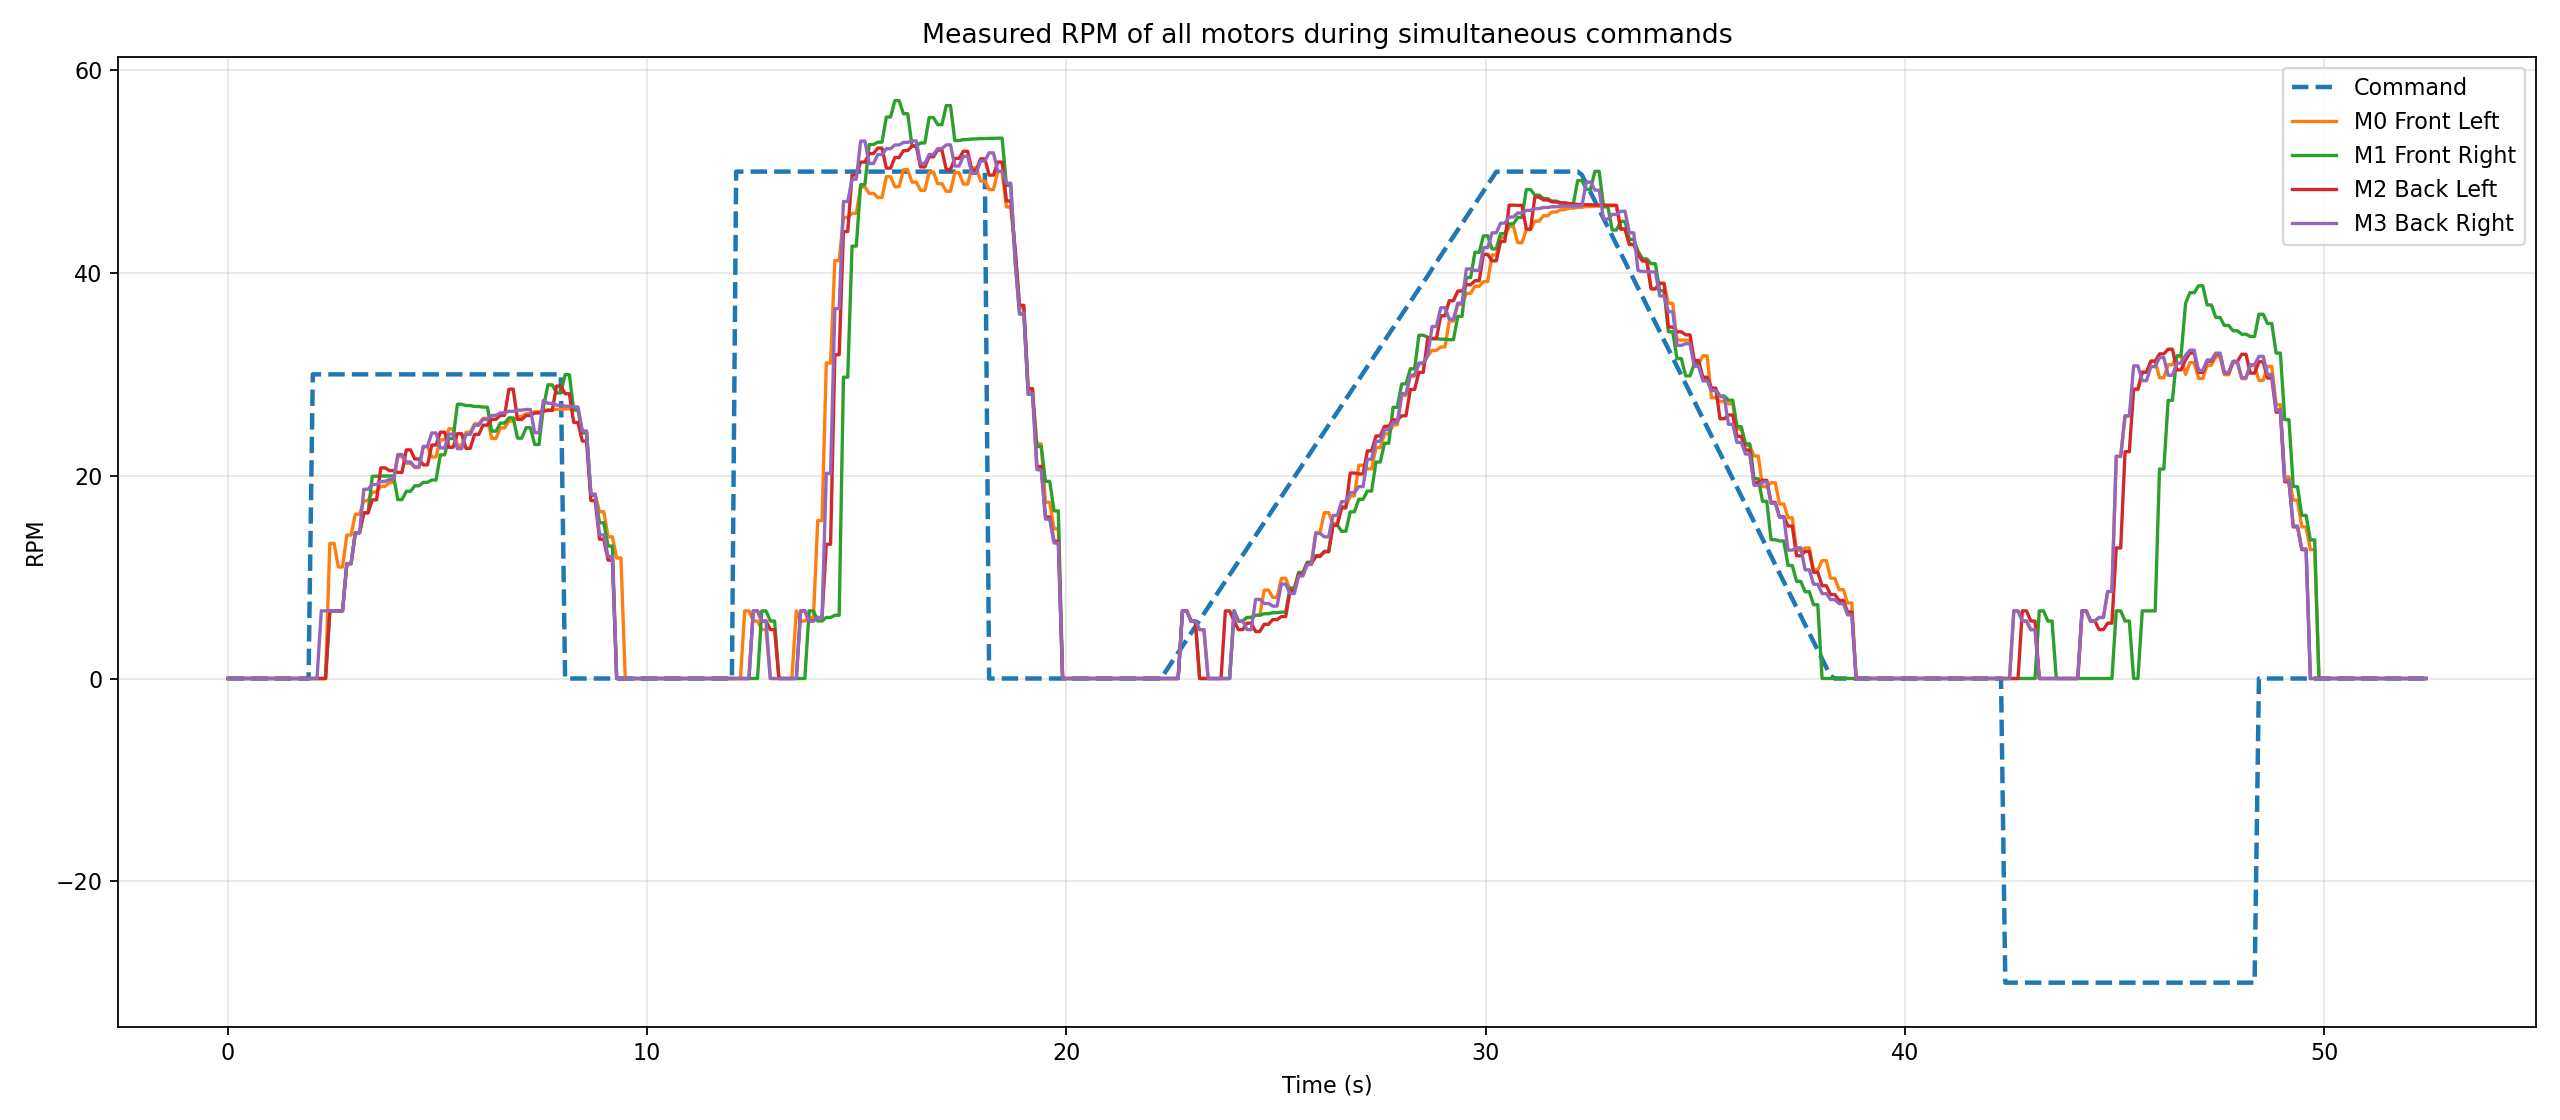 Measured RPM of all motors during simultaneous commands
60
40
20
0
−20
RPM
Command
M0 Front Left
M1 Front Right
M2 Back Left
M3 Back Right
0
10
20
30
40
50
Time (s)